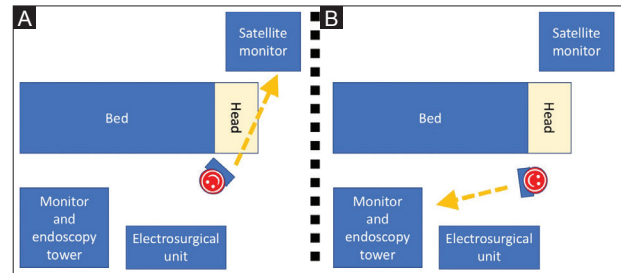 A
Satellite
monitor
Bed
Head
Monitor
and
endoscopy
tower
Electrosurgical
unit
B
Satellite
monitor
Bed
Head
Monitor
and
endoscopy
tower
Electrosurgical
unit